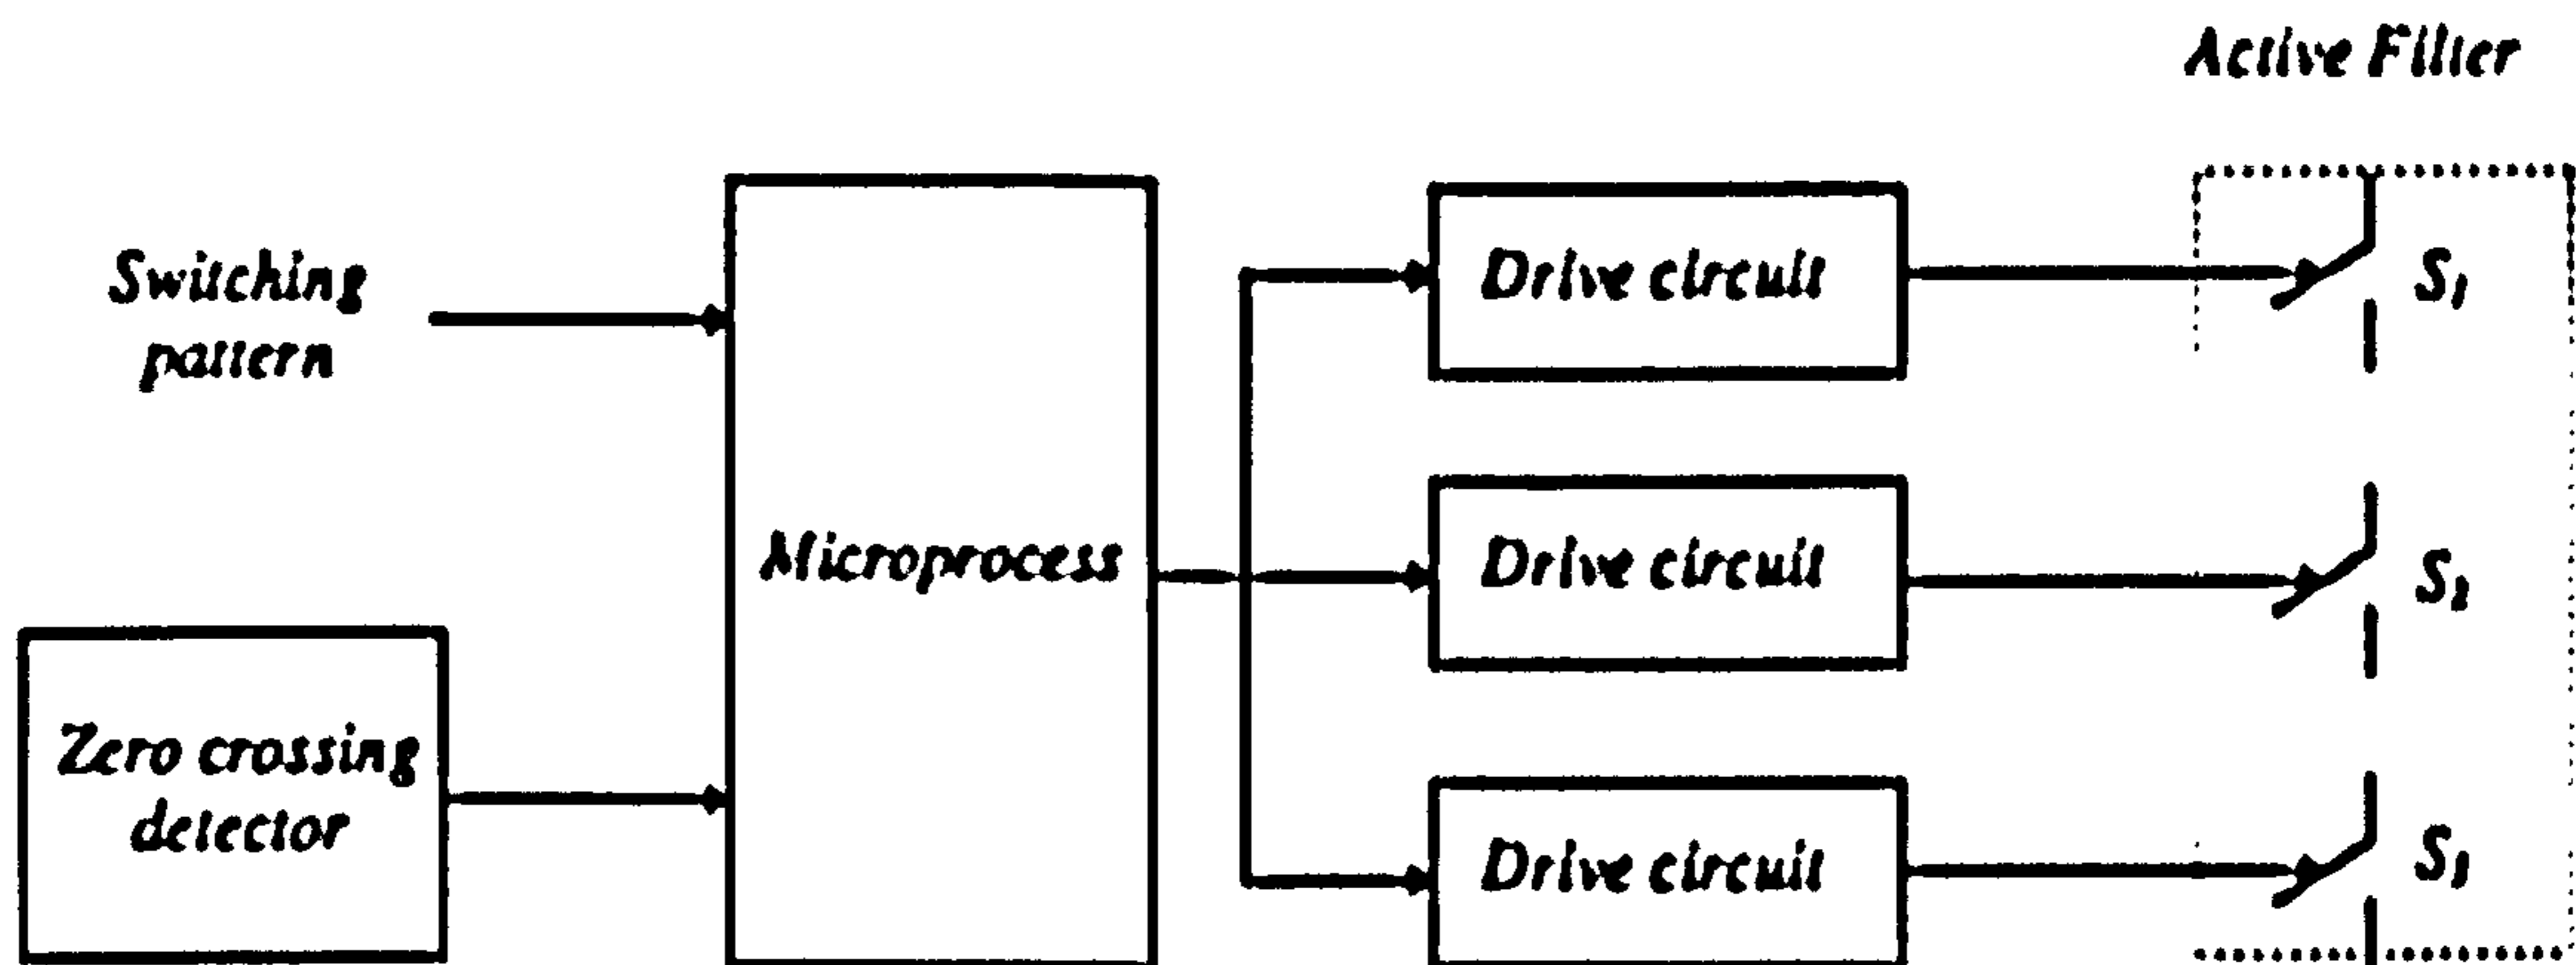 Active Filter
Switching
pattern
Drive circuit
S₁
Microprocess
Drive circuit
S₂
Zero crossing
detector
Drive circuit
S₃